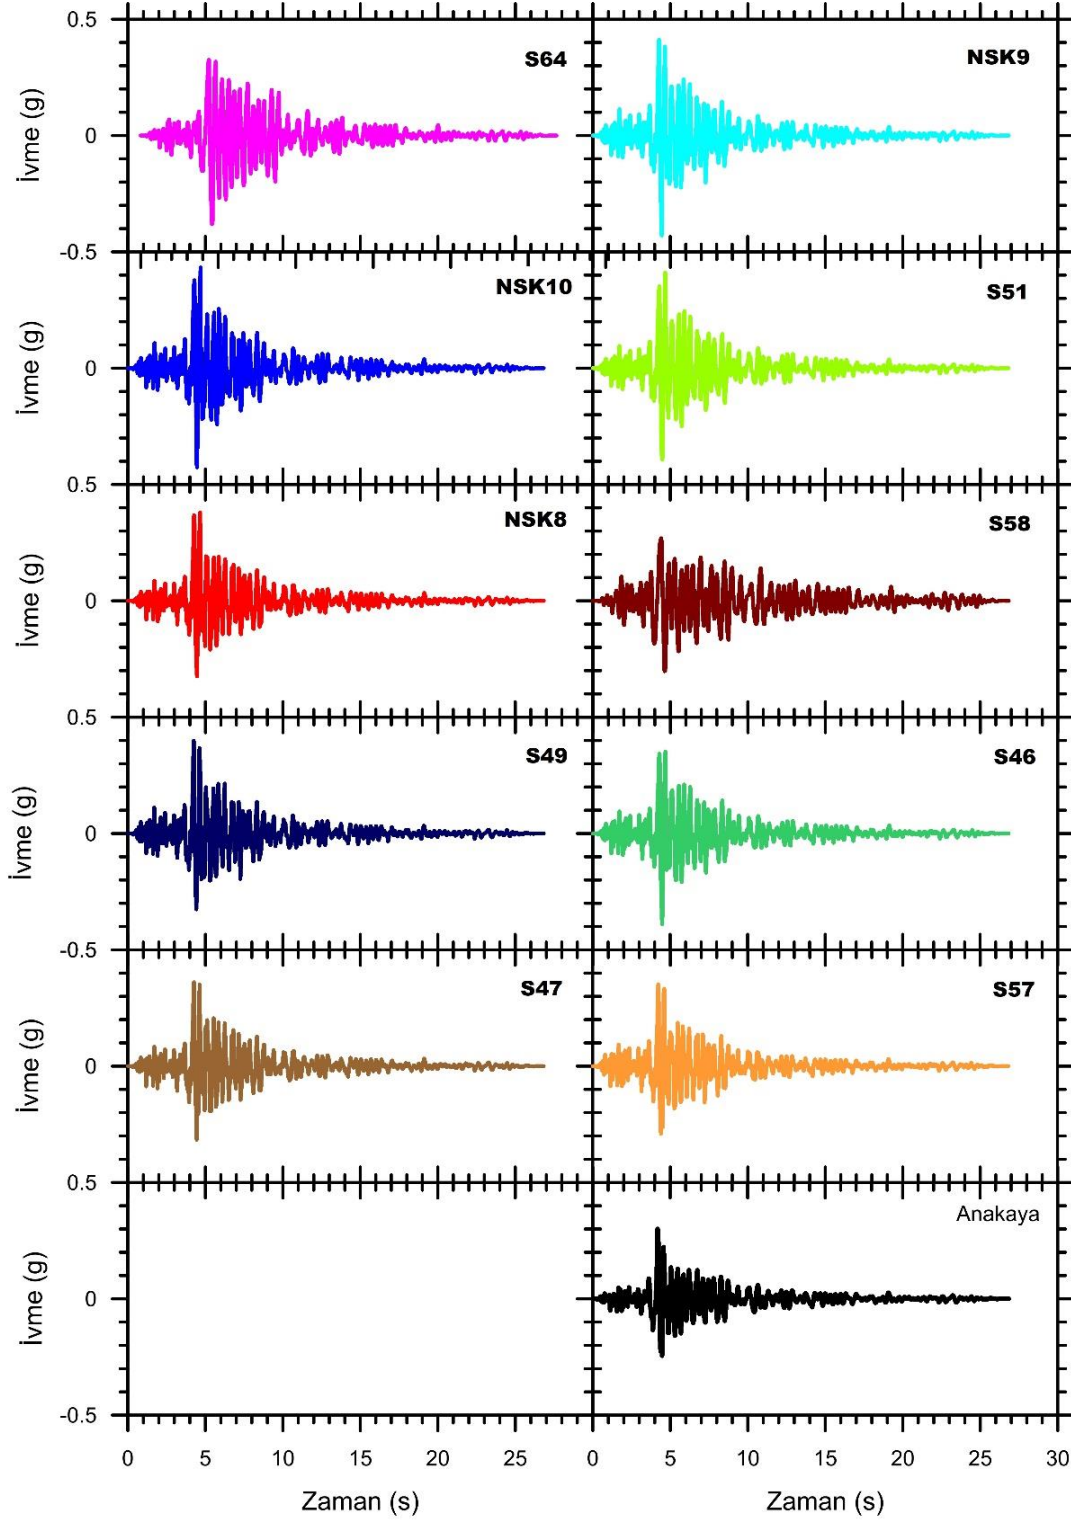 0.5
S64
NSK9
İvme (g)
0
-0.5
NSK10
S51
İvme (g)
0
0.5
NSK8
S58
İvme (g)
0
0.5
S49
S46
İvme (g)
0
-0.5
S47
S57
İvme (g)
0
0.5
Anakaya
İvme (g)
0
-0.5
0 5 10 15 20 25 0 5 10 15 20 25 30
Zaman (s) Zaman (s)